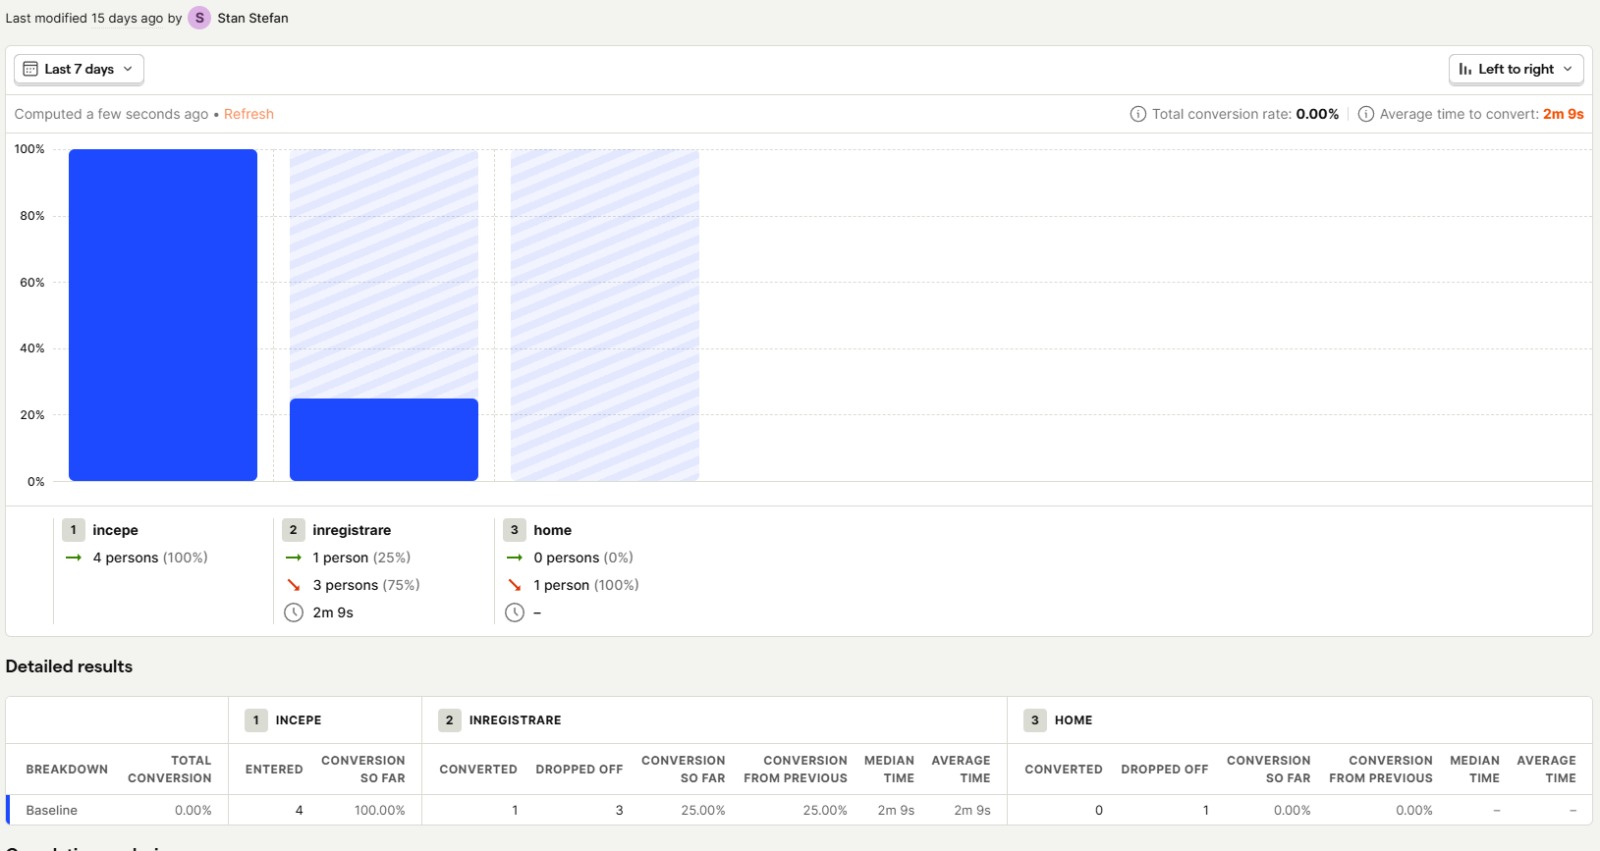 Last modified 15 days ago by S Stan Stefan
Last 7 days
Left to right
Computed a few seconds ago • Refresh
Total conversion rate: 0.00%
Average time to convert: 2m 9s
100%
80%
60%
40%
20%
0%
1 incepe
4 persons (100%)
2 inregistrare
1 person (25%)
3 persons (75%)
2m 9s
3 home
0 persons (0%)
1 person (100%)
–
Detailed results
1 INCEPE 2 INREGISTRARE 3 HOME
BREAKDOWN
TOTAL
CONVERSION
ENTERED
CONVERSION
SO FAR
CONVERTED
DROPPED OFF
CONVERSION
SO FAR
CONVERSION
FROM PREVIOUS
MEDIAN
TIME
AVERAGE
TIME
CONVERTED
DROPPED OFF
CONVERSION
SO FAR
CONVERSION
FROM PREVIOUS
MEDIAN
TIME
AVERAGE
TIME
Baseline 0.00% 4 100.00% 1 3 25.00% 25.00% 2m 9s 2m 9s 0 1 0.00% 0.00% – –